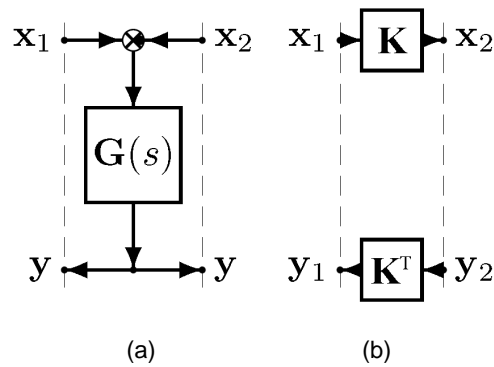 x₁ x₂ x₁ K x₂
G(s)
y y y₁ Kᵀ y₂
(a) (b)